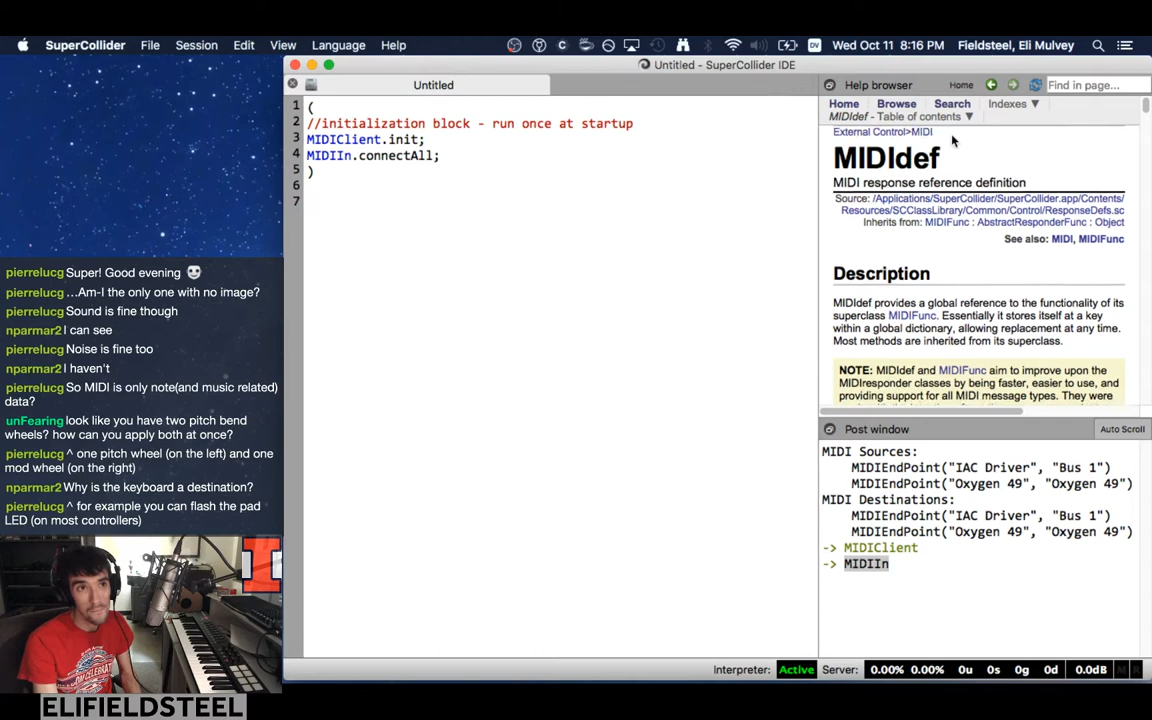 SuperCollider File Session Edit View Language Help
DV Wed Oct 11 8:16 PM Fieldsteel, Eli Mulvey
Untitled - SuperCollider IDE
Untitled
1 (
2 //initialization block - run once at startup
3 MIDIClient.init;
4 MIDIIn.connectAll;
5 )
6
7
Help browser Home Find in page...
Home Browse Search Indexes ▼
MIDIdef - Table of contents ▼
External Control>MIDI
MIDIdef
MIDI response reference definition
Source: /Applications/SuperCollider/SuperCollider.app/Contents/
Resources/SCClassLibrary/Common/Control/ResponseDefs.sc
Inherits from: MIDIFunc : AbstractResponderFunc : Object
See also: MIDI, MIDIFunc
Description
MIDIdef provides a global reference to the functionality of its
superclass MIDIFunc. Essentially it stores itself at a key
within a global dictionary, allowing replacement at any time.
Most methods are inherited from its superclass.
NOTE: MIDIdef and MIDIFunc aim to improve upon the
MIDIresponder classes by being faster, easier to use, and
providing support for all MIDI message types. They were
Post window Auto Scroll
MIDI Sources:
MIDIEndPoint("IAC Driver", "Bus 1")
MIDIEndPoint("Oxygen 49", "Oxygen 49")
MIDI Destinations:
MIDIEndPoint("IAC Driver", "Bus 1")
MIDIEndPoint("Oxygen 49", "Oxygen 49")
-> MIDIClient
-> MIDIIn
Interpreter: Active Server: 0.00% 0.00% 0u 0s 0g 0d 0.0dB M R
pierrelucg Super! Good evening
pierrelucg …Am-I the only one with no image?
pierrelucg Sound is fine though
nparmar2 I can see
pierrelucg Noise is fine too
nparmar2 I haven't
pierrelucg So MIDI is only note(and music related)
data?
unFearing look like you have two pitch bend
wheels? how can you apply both at once?
pierrelucg ^ one pitch wheel (on the left) and one
mod wheel (on the right)
nparmar2 Why is the keyboard a destination?
pierrelucg ^ for example you can flash the pad
LED (on most controllers)
ELIFIELDSTEEL